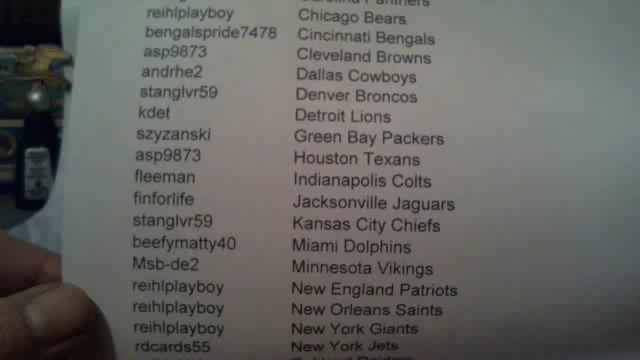 Carolina Panthers
reihlplayboy Chicago Bears
bengalspride7478 Cincinnati Bengals
asp9873 Cleveland Browns
andrhe2 Dallas Cowboys
stanglvr59 Denver Broncos
kdet Detroit Lions
szyzanski Green Bay Packers
asp9873 Houston Texans
fleeman Indianapolis Colts
finforlife Jacksonville Jaguars
stanglvr59 Kansas City Chiefs
beefymatty40 Miami Dolphins
Msb-de2 Minnesota Vikings
reihlplayboy New England Patriots
reihlplayboy New Orleans Saints
reihlplayboy New York Giants
rdcards55 New York Jets